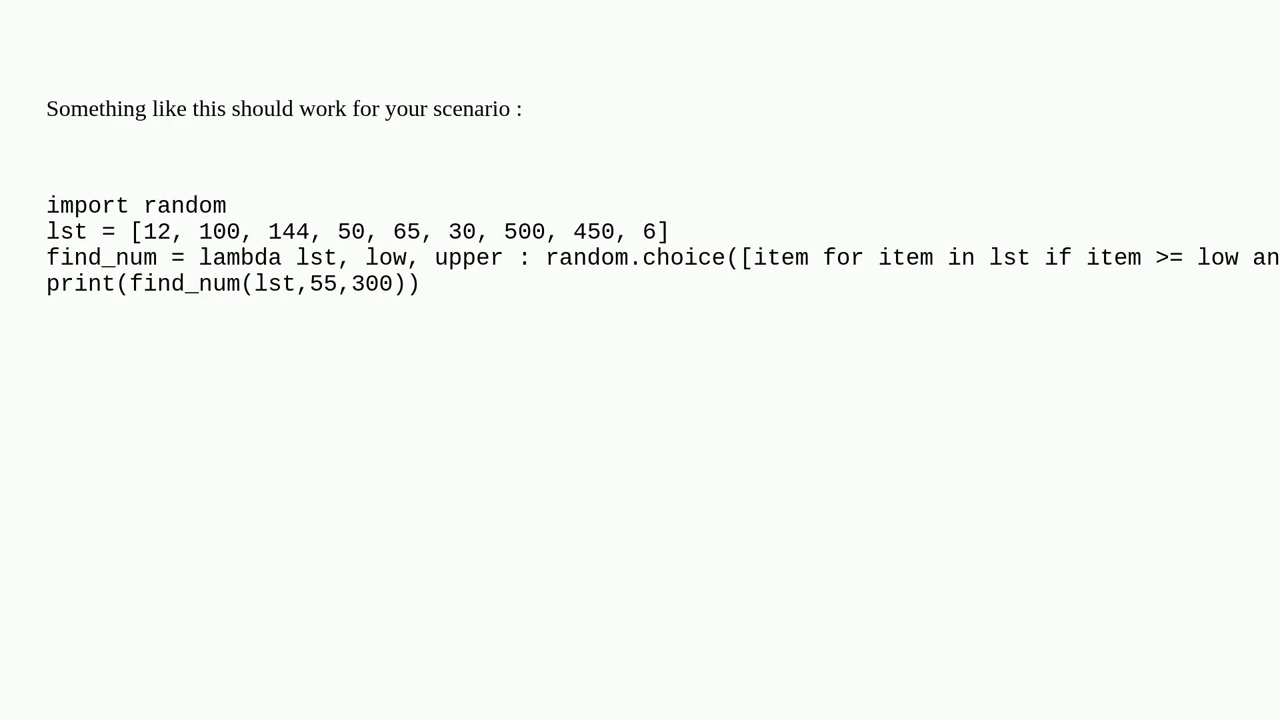 Something like this should work for your scenario :
import random
lst = [12, 100, 144, 50, 65, 30, 500, 450, 6]
find_num = lambda lst, low, upper : random.choice([item for item in lst if item >= low an
print(find_num(lst,55,300))